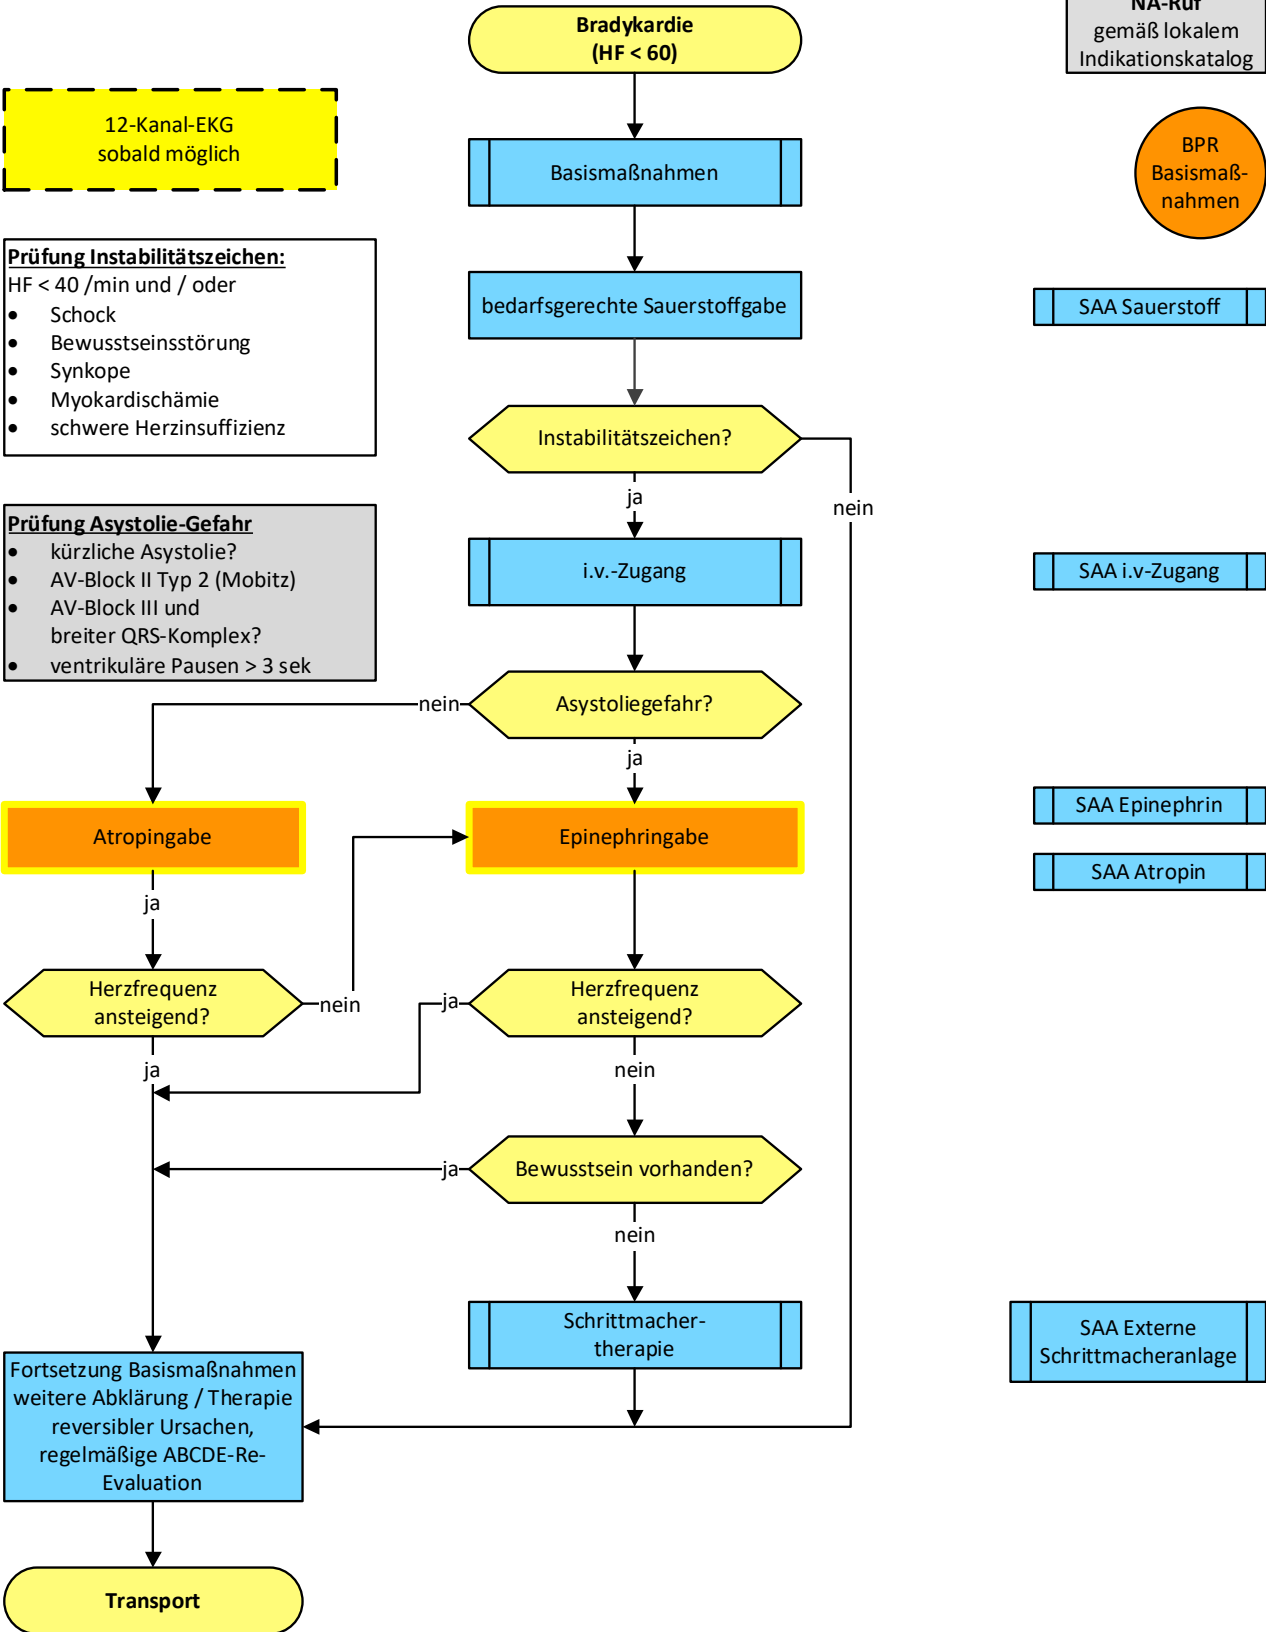 Bradykardie
(HF < 60)
NA-Ruf
gemäß lokalem
Indikationskatalog
12-Kanal-EKG
sobald möglich
Basismaßnahmen
BPR
Basismaß-
nahmen
Prüfung Instabilitätszeichen:
HF < 40 /min und / oder
• Schock
• Bewusstseinsstörung
• Synkope
• Myokardischämie
• schwere Herzinsuffizienz
bedarfsgerechte Sauerstoffgabe
SAA Sauerstoff
Instabilitätszeichen?
ja
nein
Prüfung Asystolie-Gefahr
• kürzliche Asystolie?
• AV-Block II Typ 2 (Mobitz)
• AV-Block III und
breiter QRS-Komplex?
• ventrikuläre Pausen > 3 sek
i.v.-Zugang
SAA i.v-Zugang
nein
Asystoliegefahr?
ja
Atropingabe
Epinephringabe
SAA Epinephrin
SAA Atropin
ja
Herzfrequenz
ansteigend?
nein
ja
Herzfrequenz
ansteigend?
ja
nein
ja
Bewusstsein vorhanden?
nein
Schrittmacher-
therapie
SAA Externe
Schrittmacheranlage
Fortsetzung Basismaßnahmen
weitere Abklärung / Therapie
reversibler Ursachen,
regelmäßige ABCDE-Re-
Evaluation
Transport